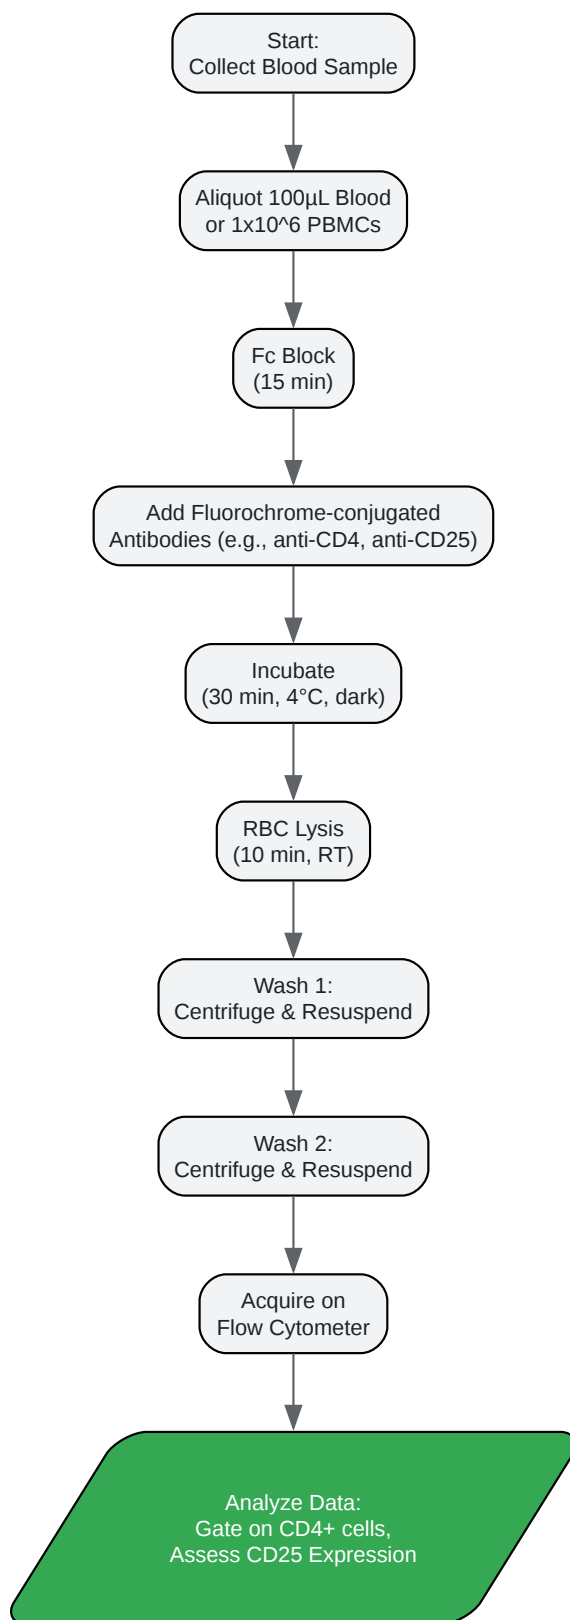 Start:
Collect Blood Sample
Aliquot 100µL Blood
or 1x10^6 PBMCs
Fc Block
(15 min)
Add Fluorochrome-conjugated
Antibodies (e.g., anti-CD4, anti-CD25)
Incubate
(30 min, 4°C, dark)
RBC Lysis
(10 min, RT)
Wash 1:
Centrifuge & Resuspend
Wash 2:
Centrifuge & Resuspend
Acquire on
Flow Cytometer
Analyze Data:
Gate on CD4+ cells,
Assess CD25 Expression